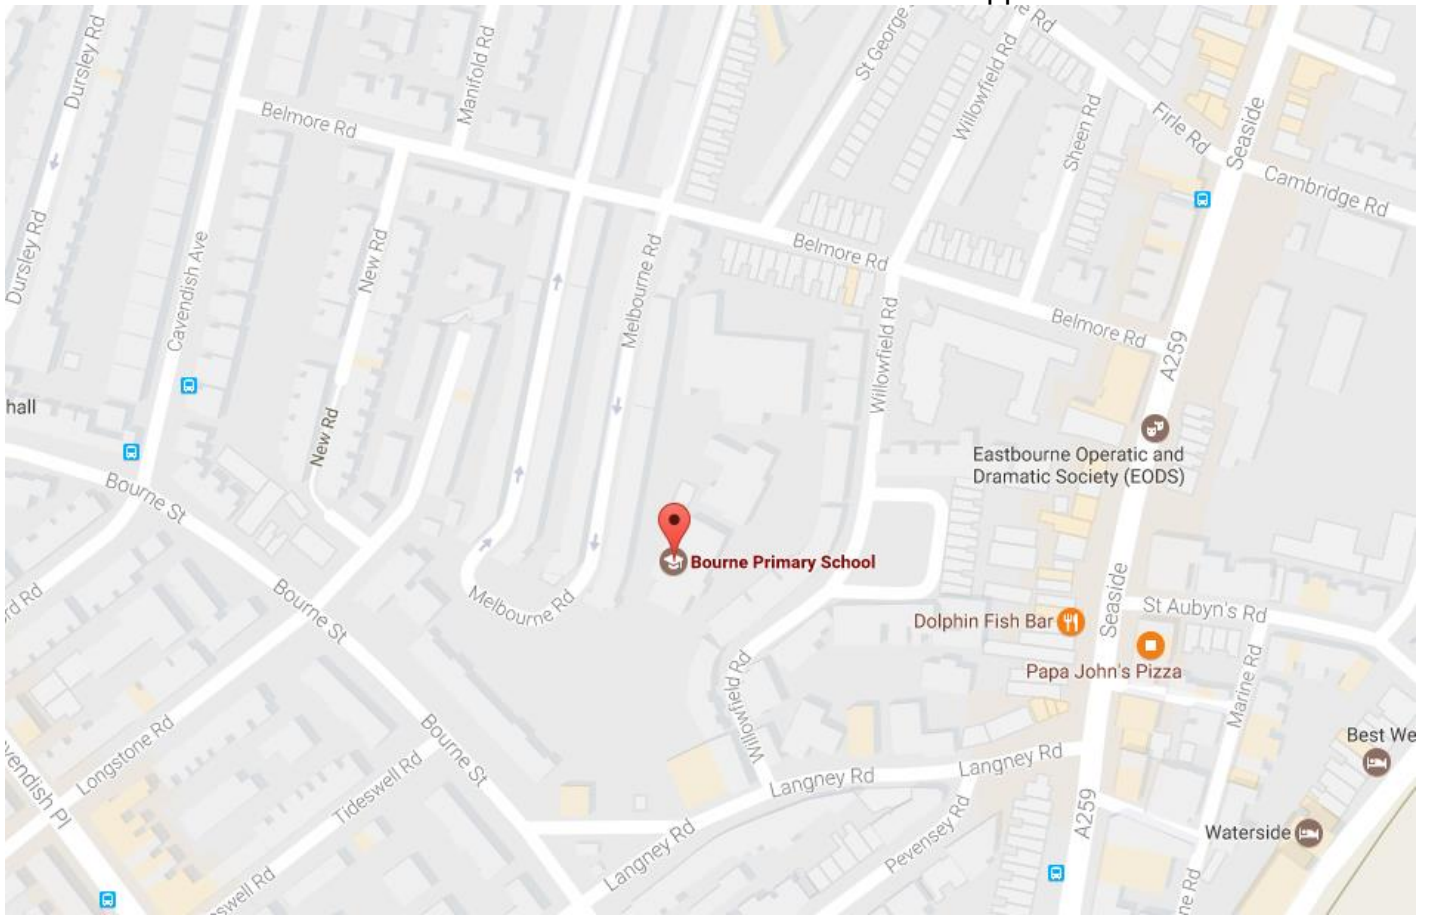 Dursley Rd
Manifold Rd
St George
Willowfield Rd
Firle Rd
Seaside
Belmore Rd
Sheen Rd
Cambridge Rd
Dursley Rd
Cavendish Ave
New Rd
Melbourne Rd
Belmore Rd
Willowfield Rd
Belmore Rd
A259
hall
New Rd
Eastbourne Operatic and
Dramatic Society (EODS)
Bourne St
Bourne Primary School
Bourne St
Melbourne Rd
Dolphin Fish Bar
Seaside
St Aubyn's Rd
Papa John's Pizza
Willowfield Rd
Marine Rd
Longstone Rd
Bourne St
Tideswell Rd
Langney Rd
Langney Rd
Best We
vendish Pl
A259
Waterside
Langney Rd
Pevensey Rd
swell Rd
ne Rd